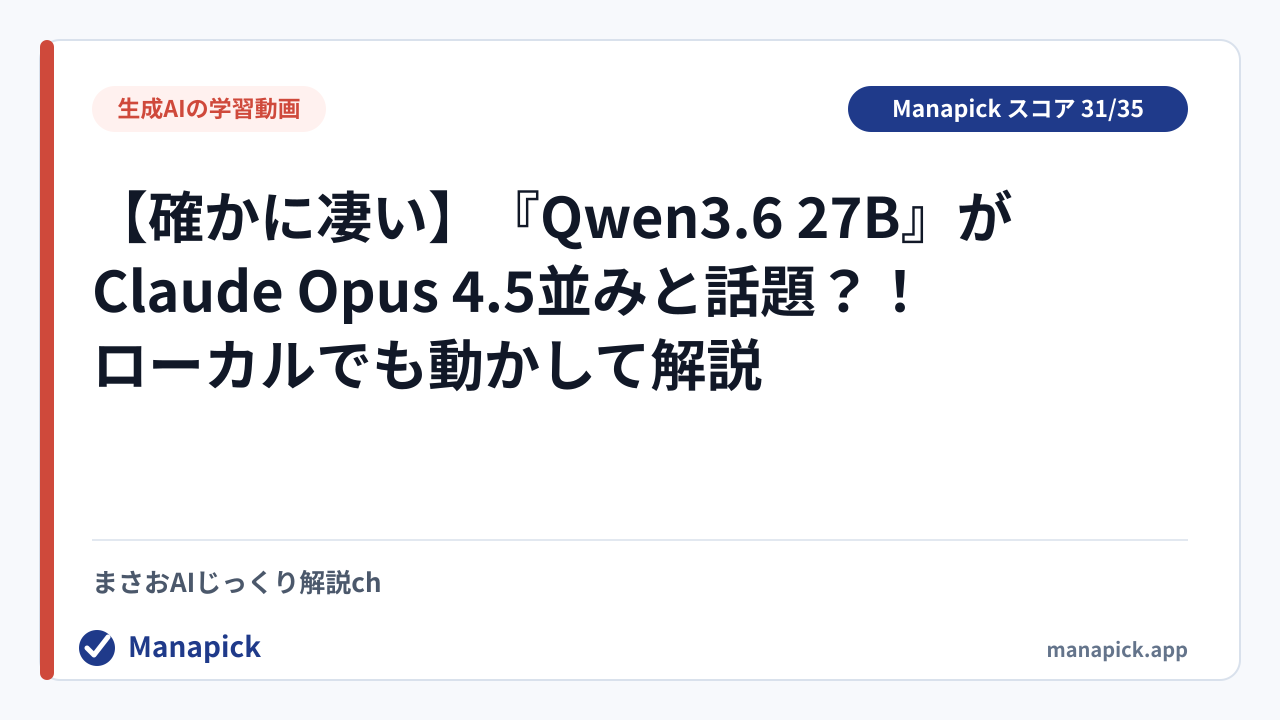 生成AIの学習動画
Manapick スコア 31/35
【確かに凄い】『Qwen3.6 27B』が
Claude Opus 4.5並みと話題？！
ローカルでも動かして解説
まさおAIじっくり解説ch
Manapick
manapick.app